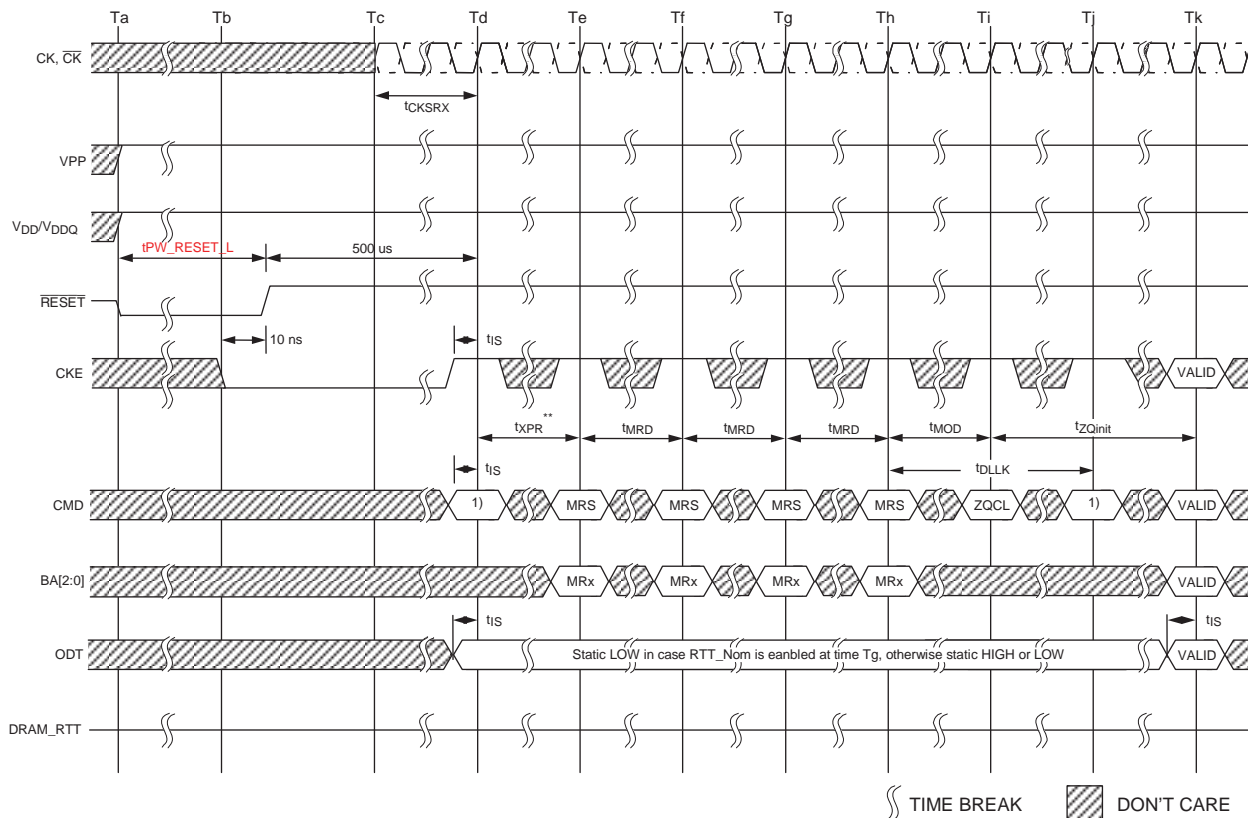 Ta Tb Tc Td Te Tf Tg Th Ti Tj Tk
CK, CK
tCKSRX
VPP
VDD/VDDQ
tPW_RESET_L 500 us
RESET
10 ns tIS
CKE VALID
tXPR** tMRD tMRD tMRD tMOD tZQinit
tIS tDLLK
CMD 1) MRS MRS MRS MRS ZQCL 1) VALID
BA[2:0] MRx MRx MRx MRx VALID
tIS tIS
ODT Static LOW in case RTT_Nom is eanbled at time Tg, otherwise static HIGH or LOW VALID
DRAM_RTT
TIME BREAK DON'T CARE